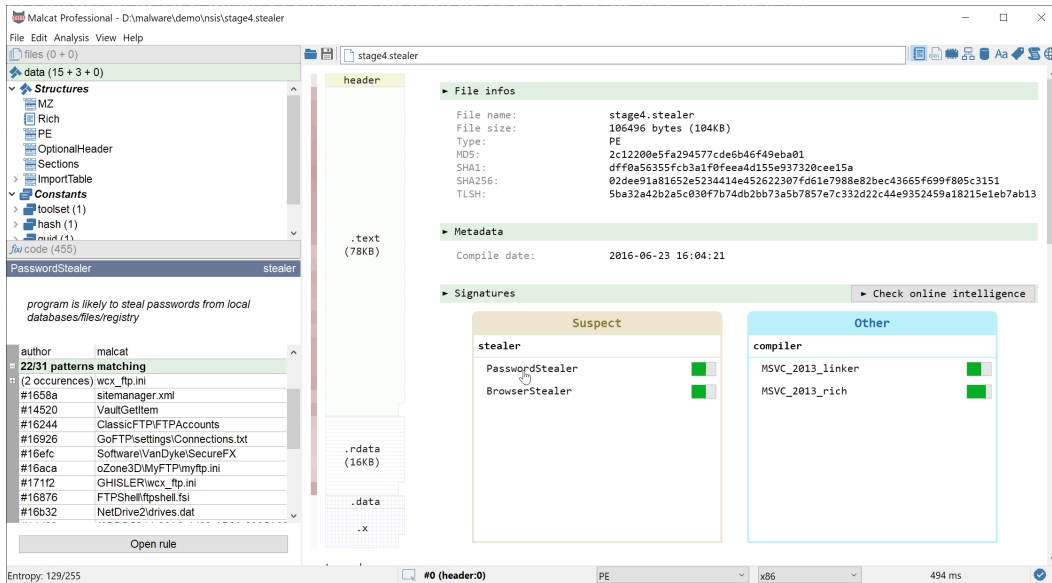 Malcat Professional - D:\malware\demo\nsis\stage4.stealer
File Edit Analysis View Help
files (0 + 0)
stage4.stealer
data (15 + 3 + 0)
Structures
MZ
Rich
PE
OptionalHeader
Sections
ImportTable
Constants
toolset (1)
hash (1)
guid (1)
code (455)
PasswordStealer stealer
program is likely to steal passwords from local
databases/files/registry
author malcat
22/31 patterns matching
(2 occurences) wcx_ftp.ini
#1658a sitemanager.xml
#14520 VaultGetItem
#16244 ClassicFTP\FTPAccounts
#16926 GoFTP\settings\Connections.txt
#16efc Software\VanDyke\SecureFX
#16aca oZone3D\MyFTP\myftp.ini
#171f2 GHISLER\wcx_ftp.ini
#16876 FTPShell\ftpshell.fsi
#16b32 NetDrive2\drives.dat
Open rule
header
.text
(78KB)
.rdata
(16KB)
.data
.x
► File infos
File name: stage4.stealer
File size: 106496 bytes (104KB)
Type: PE
MD5: 2c12200e5fa294577cde6b46f49eba01
SHA1: dff0a56355fcb3a1f0feea4d155e937320cee15a
SHA256: 02dee91a81652e5234414e452622307fd61e7988e82bec43665f699f805c3151
TLSH: 5ba32a42b2a5c030f7b74db2bb73a5b7857e7c332d22c44e9352459a18215e1eb7ab13
► Metadata
Compile date: 2016-06-23 16:04:21
► Signatures
► Check online intelligence
Suspect
stealer
PasswordStealer
BrowserStealer
Other
compiler
MSVC_2013_linker
MSVC_2013_rich
Entropy: 129/255
#0 (header:0)
PE
x86
494 ms